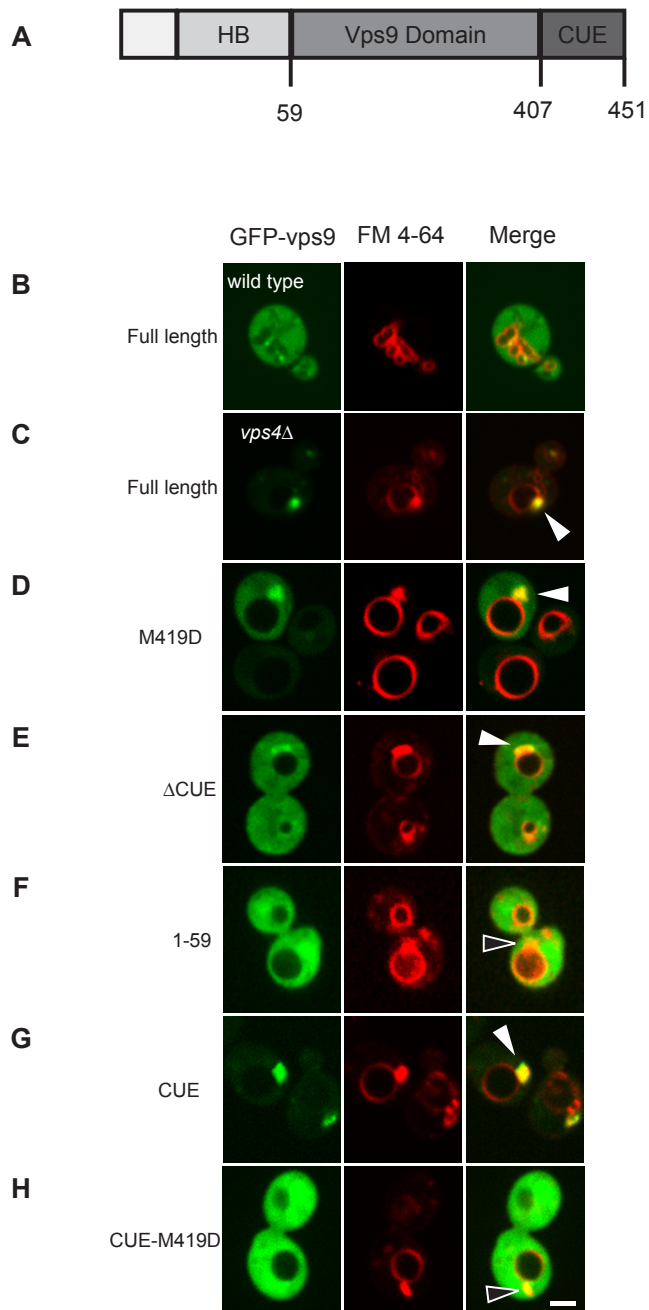 A
HB
Vps9 Domain
CUE
59
407
451
GFP-vps9
FM 4-64
Merge
B
wild type
Full length
C
vps4Δ
Full length
D
M419D
E
ΔCUE
F
1-59
G
CUE
H
CUE-M419D